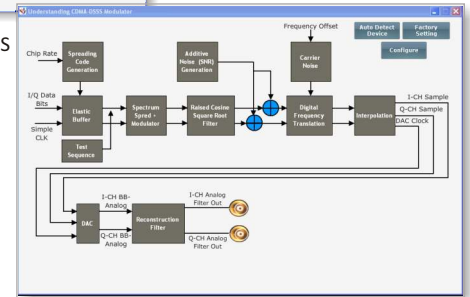 Understanding CDMA-DSSS Modulater
S
Chip Rate
Spreading
Code
Generation
Additive
Noise (SNR)
Generation
Frequency Offset
Carrier
Noise
Auto Detect
Device
Factory
Setting
Configure
I/Q Data
Bits
Simple
CLK
Elastic
Buffer
Spectrum
Spred +
Modulator
Raised Cosine
Square Root
Filter
Digital
Frequency
Translation
Interpolation
I-CH Sample
Q-CH Sample
DAC Clock
Test
Sequence
DAC
I-CH BB-
Analog
Q-CH BB-
Analog
Reconstruction
Filter
I-CH Analog
Filter Out
Q-CH Analog
Filter Out